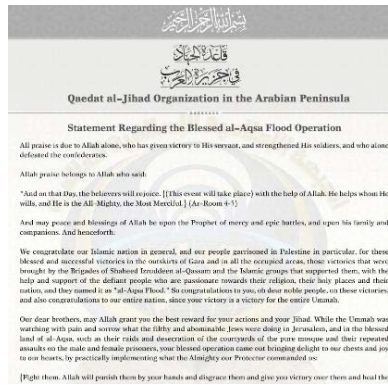 بسم الله الرحمن الرحيم
قاعدة الجهاد
في جزيرة العرب
Qaedat al-Jihad Organization in the Arabian Peninsula
Statement Regarding the Blessed al-Aqsa Flood Operation
All praise is due to Allah alone, who has given victory to His servant, and strengthened His soldiers, and who alone
defeated the confederates.
Allah praise belongs to Allah who said:
"And on that Day, the believers will rejoice. [(This event will take place) with the help of Allah. He helps whom He
wills, and He is the All-Mighty, the Most Merciful.} (Ar-Room 4-5)
And may peace and blessings of Allah be upon the Prophet of mercy and epic battles, and upon his family and
companions. And henceforth:
We congratulate our Islamic nation in general, and our people garrisoned in Palestine in particular, for these
blessed and successful victories in the outskirts of Gaza and in all the occupied areas, those victories that were
brought by the Brigades of Shaheed Izzuddeen al-Qassam and the Islamic groups that supported them, with the
help and support of the defiant people who are passionate towards their religion, their holy places and their
nation, and they named it as "al-Aqsa Flood." So congratulations to you, oh dear noble people, on these victories,
and also congratulations to our entire nation, since your victory is a victory for the entire Ummah.
Our dear brothers, may Allah grant you the best reward for your actions and your Jihad. While the Ummah was
watching with pain and sorrow what the filthy and abominable Jews were doing in Jerusalem, and in the blessed
land of al-Aqsa, such as their raids and desecration of the courtyards of the pure mosque and their repeated
assaults on the male and female prisoners, your blessed operation came out bringing delight to our chests and joy
to our hearts, by practically implementing what the Almighty our Protector commanded us:
{Fight them. Allah will punish them by your hands and disgrace them and give you victory over them and heal the